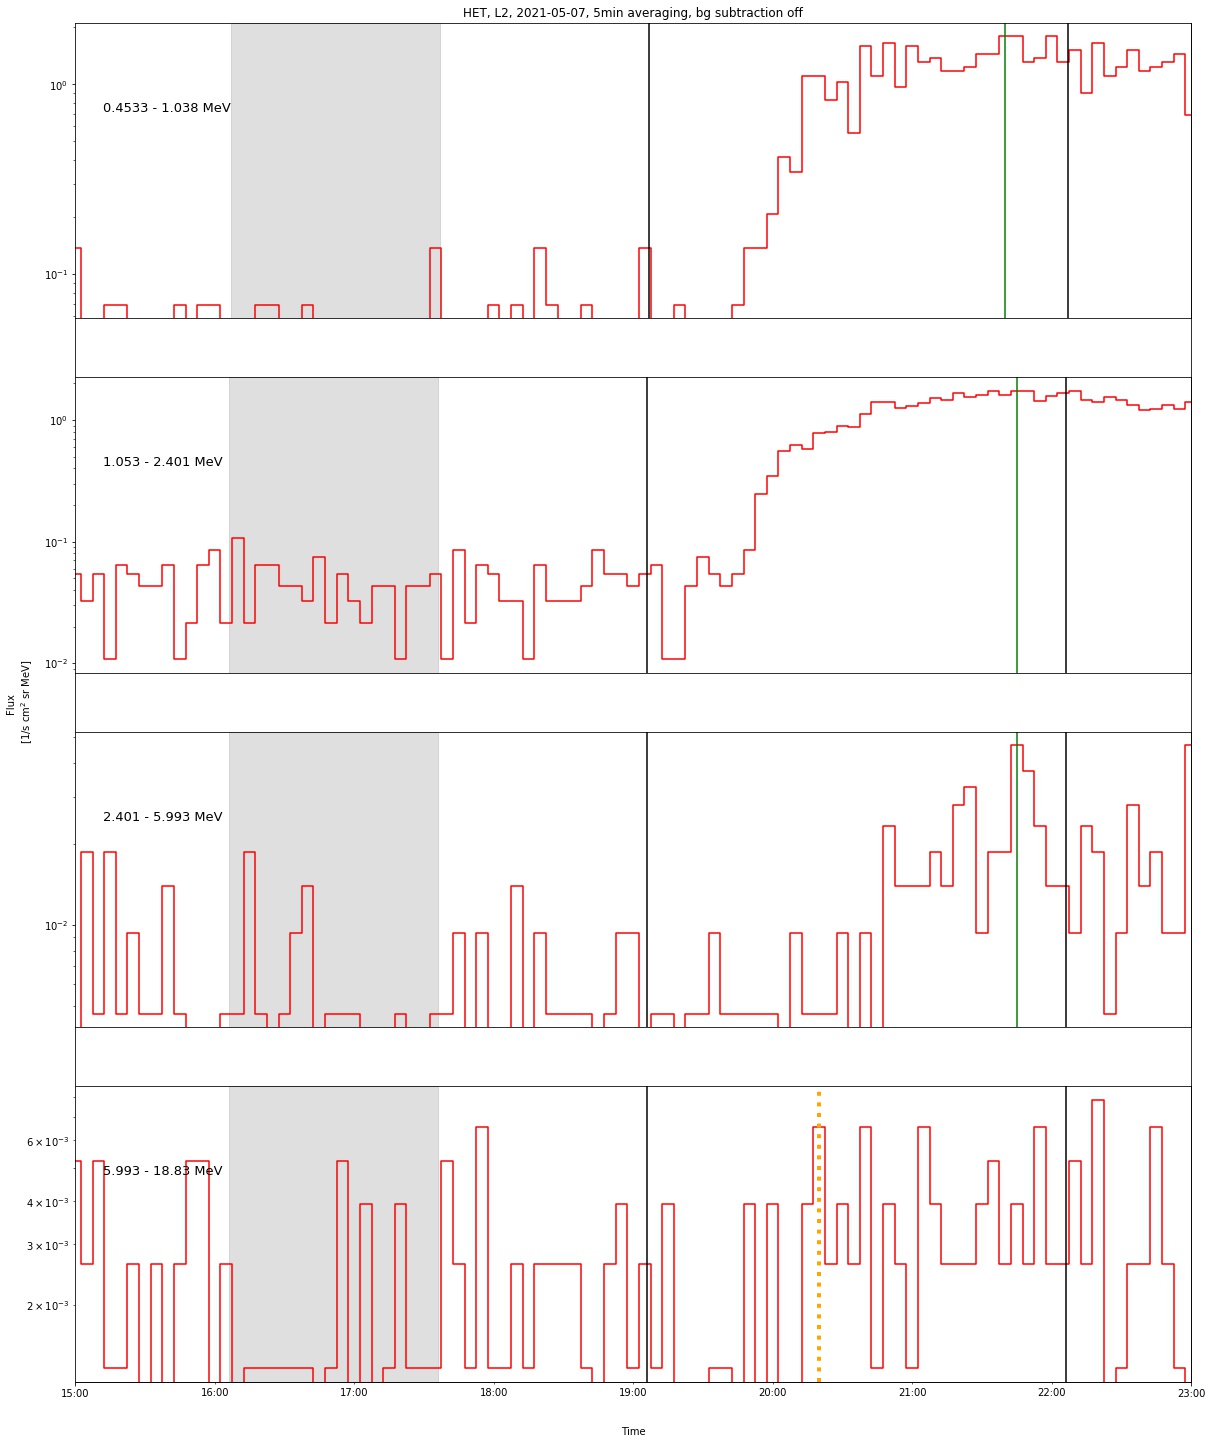 HET, L2, 2021-05-07, 5min averaging, bg subtraction off
10⁰
0.4533 - 1.038 MeV
10⁻¹
10⁰
1.053 - 2.401 MeV
10⁻¹
10⁻²
Flux
[1/s cm² sr MeV]
2.401 - 5.993 MeV
10⁻²
6 × 10⁻³
5.993 - 18.83 MeV
4 × 10⁻³
3 × 10⁻³
2 × 10⁻³
15:00 16:00 17:00 18:00 19:00 20:00 21:00 22:00 23:00
Time